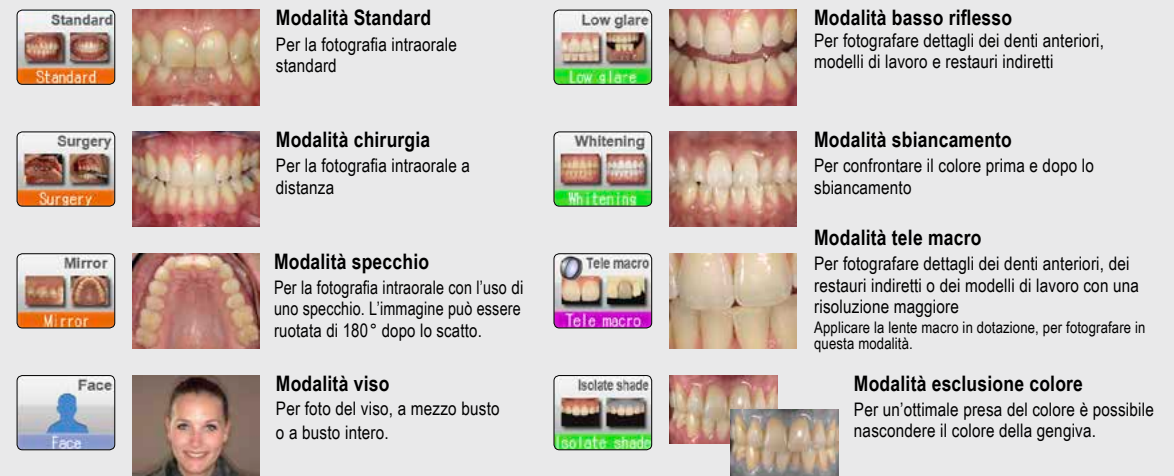 Standard
Standard
Modalità Standard
Per la fotografia intraorale
standard
Surgery
Surgery
Modalità chirurgia
Per la fotografia intraorale a
distanza
Mirror
Mirror
Modalità specchio
Per la fotografia intraorale con l'uso di
uno specchio. L'immagine può essere
ruotata di 180° dopo lo scatto.
Face
Face
Modalità viso
Per foto del viso, a mezzo busto
o a busto intero.
Low glare
Low glare
Modalità basso riflesso
Per fotografare dettagli dei denti anteriori,
modelli di lavoro e restauri indiretti
Whitening
Whitening
Modalità sbiancamento
Per confrontare il colore prima e dopo lo
sbiancamento
Tele macro
Tele macro
Modalità tele macro
Per fotografare dettagli dei denti anteriori, dei
restauri indiretti o dei modelli di lavoro con una
risoluzione maggiore
Applicare la lente macro in dotazione, per fotografare in
questa modalità.
Isolate shade
Isolate shade
Modalità esclusione colore
Per un'ottimale presa del colore è possibile
nascondere il colore della gengiva.